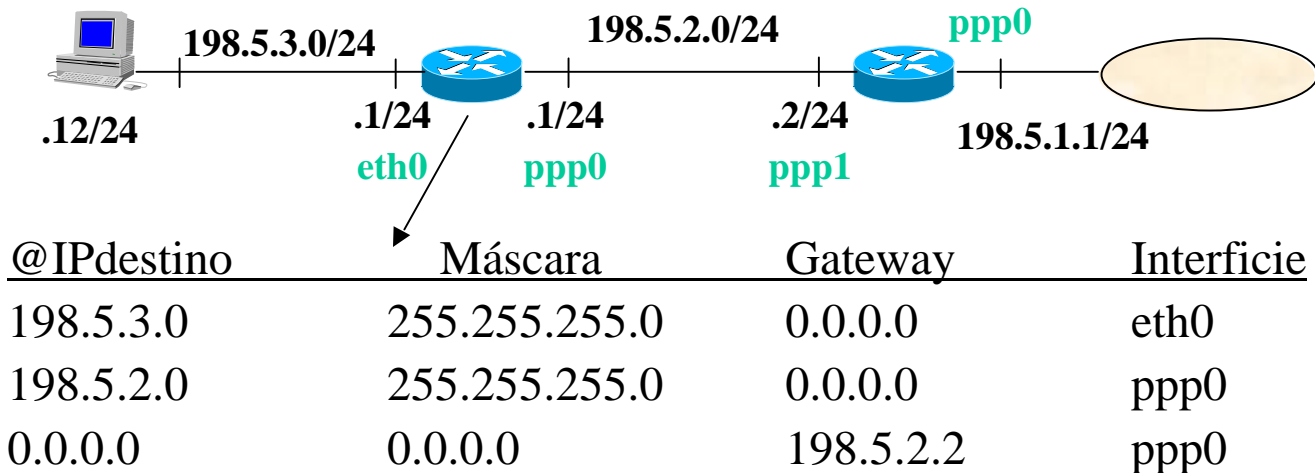 198.5.3.0/24 198.5.2.0/24 ppp0
.12/24 .1/24 .1/24 .2/24 198.5.1.1/24
eth0 ppp0 ppp1
@IPdestino Máscara Gateway Interficie
198.5.3.0 255.255.255.0 0.0.0.0 eth0
198.5.2.0 255.255.255.0 0.0.0.0 ppp0
0.0.0.0 0.0.0.0 198.5.2.2 ppp0